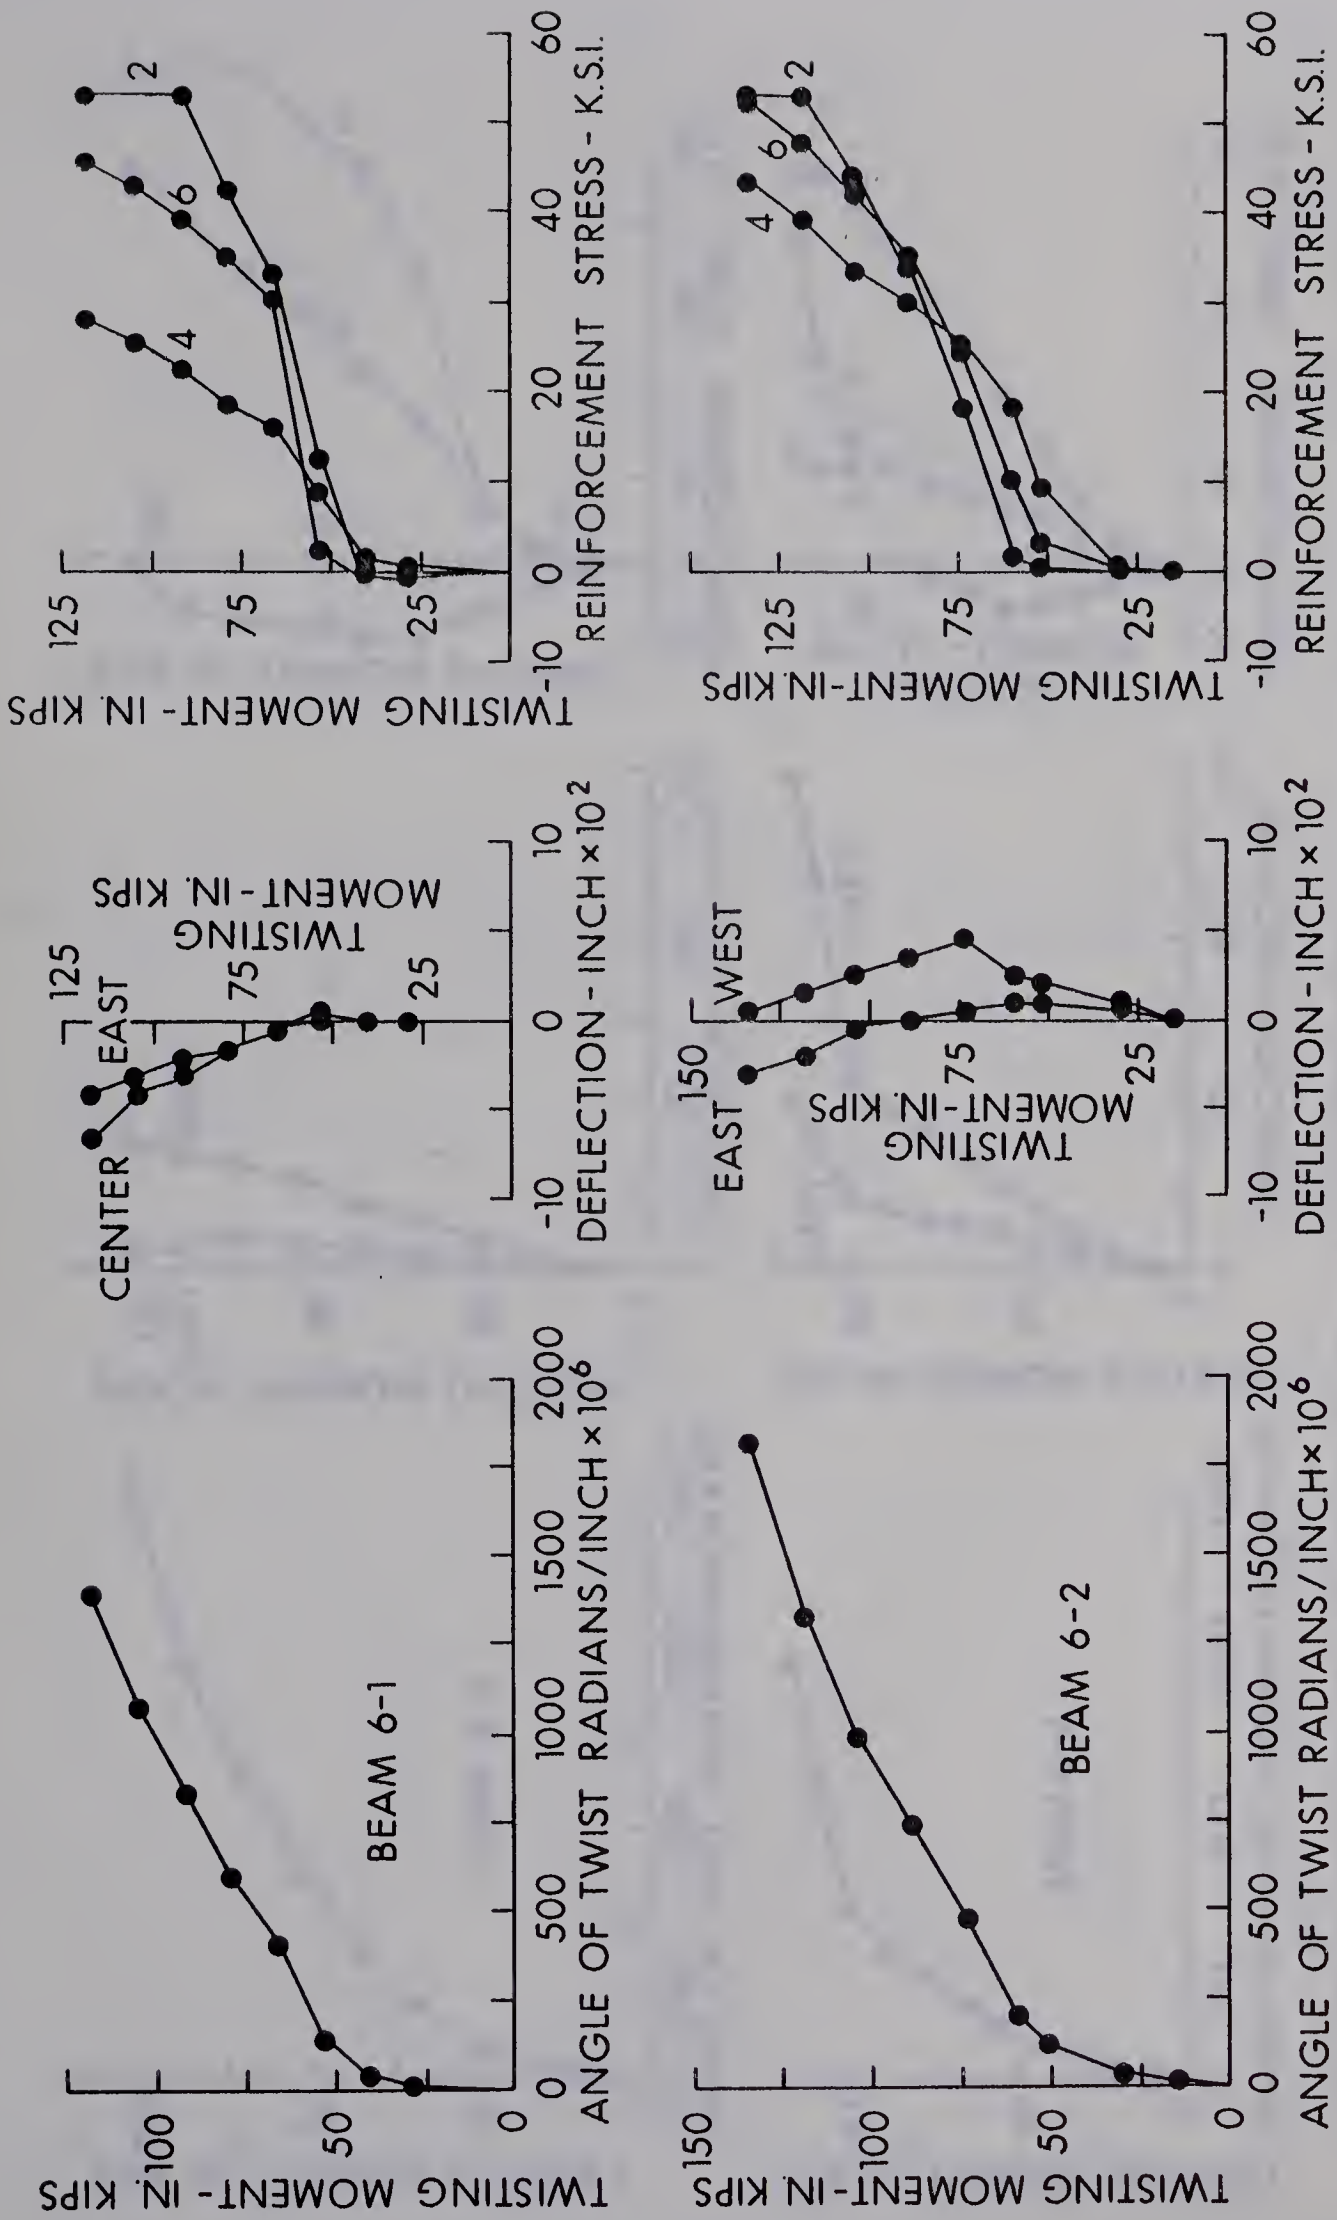 TWISTING MOMENT-IN. KIPS
100
50
0
0 500 1000 1500 2000
ANGLE OF TWIST RADIANS/INCH×10⁶
BEAM 6-1
CENTER EAST
125
75
25
TWISTING
MOMENT-IN. KIPS
-10 0 10
DEFLECTION-INCH×10²
TWISTING MOMENT-IN. KIPS
125
75
25
4
6
2
-10 0 20 40 60
REINFORCEMENT STRESS-K.S.I.
TWISTING MOMENT-IN. KIPS
150
100
50
0
0 500 1000 1500 2000
ANGLE OF TWIST RADIANS/INCH×10⁶
BEAM 6-2
EAST WEST
150
75
25
TWISTING
MOMENT-IN. KIPS
-10 0 10
DEFLECTION-INCH×10²
TWISTING MOMENT-IN. KIPS
125
75
25
4
6
2
-10 0 20 40 60
REINFORCEMENT STRESS-K.S.I.